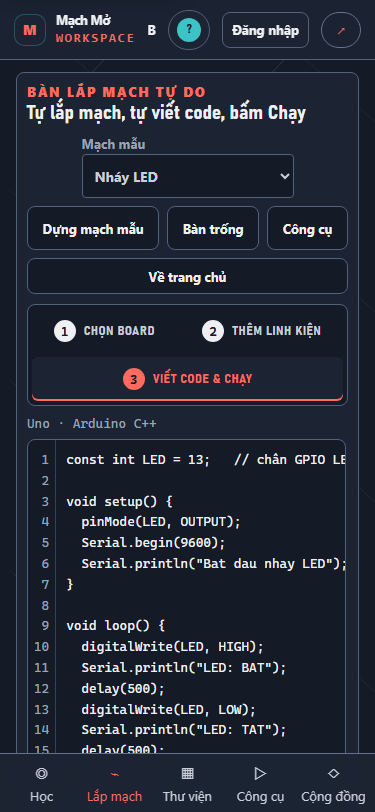 M Mạch Mở WORKSPACE B ? Đăng nhập ↗
BÀN LẮP MẠCH TỰ DO
Tự lắp mạch, tự viết code, bấm Chạy
Mạch mẫu
Nháy LED
Dựng mạch mẫu Bàn trống Công cụ
Về trang chủ
1 CHỌN BOARD 2 THÊM LINH KIỆN
3 VIẾT CODE & CHẠY
Uno · Arduino C++
1 const int LED = 13; // chân GPIO LE
2
3 void setup() {
4 pinMode(LED, OUTPUT);
5 Serial.begin(9600);
6 Serial.println("Bat dau nhay LED");
7 }
8
9 void loop() {
10 digitalWrite(LED, HIGH);
11 Serial.println("LED: BAT");
12 delay(500);
13 digitalWrite(LED, LOW);
14 Serial.println("LED: TAT");
15 delay(500);
Học Lắp mạch Thư viện Công cụ Cộng đồng